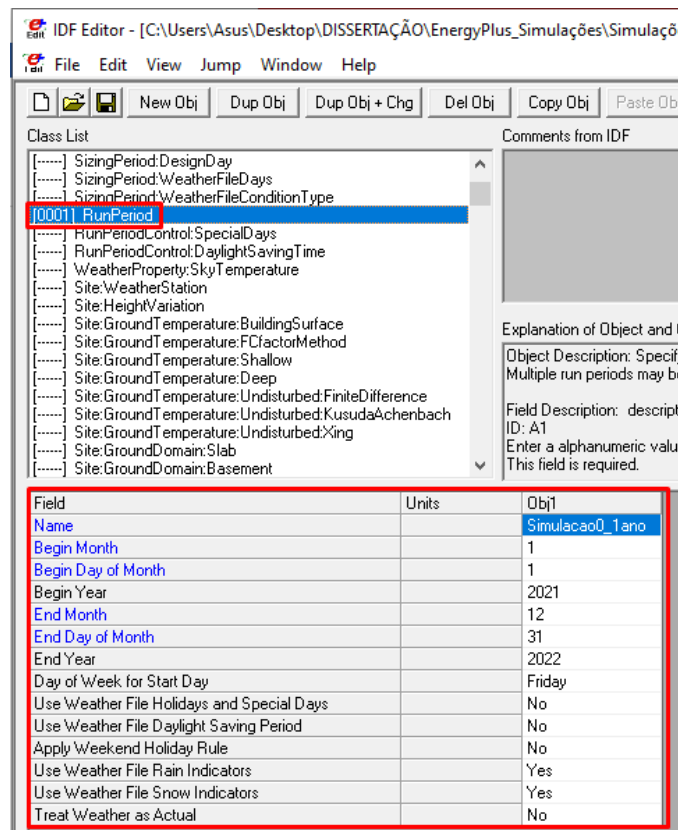 IDF Editor - [C:\Users\Asus\Desktop\DISSERTAÇÃO\EnergyPlus_Simulações\Simulaçõ
File Edit View Jump Window Help
New Obj Dup Obj Dup Obj + Chg Del Obj Copy Obj Paste Ob
Class List Comments from IDF
[------] SizingPeriod:DesignDay
[------] SizingPeriod:WeatherFileDays
[------] SizingPeriod:WeatherFileConditionType
[0001] RunPeriod
[------] RunPeriodControl:SpecialDays
[------] RunPeriodControl:DaylightSavingTime
[------] WeatherProperty:SkyTemperature
[------] Site:WeatherStation
[------] Site:HeightVariation
[------] Site:GroundTemperature:BuildingSurface
[------] Site:GroundTemperature:FCfactorMethod
[------] Site:GroundTemperature:Shallow
[------] Site:GroundTemperature:Deep
[------] Site:GroundTemperature:Undisturbed:FiniteDifference
[------] Site:GroundTemperature:Undisturbed:KusudaAchenbach
[------] Site:GroundTemperature:Undisturbed:Xing
[------] Site:GroundDomain:Slab
[------] Site:GroundDomain:Basement
Explanation of Object and
Object Description: Specif
Multiple run periods may b
Field Description: descript
ID: A1
Enter a alphanumeric valu
This field is required.
Field Units Obj1
Name Simulacao0_1ano
Begin Month 1
Begin Day of Month 1
Begin Year 2021
End Month 12
End Day of Month 31
End Year 2022
Day of Week for Start Day Friday
Use Weather File Holidays and Special Days No
Use Weather File Daylight Saving Period No
Apply Weekend Holiday Rule No
Use Weather File Rain Indicators Yes
Use Weather File Snow Indicators Yes
Treat Weather as Actual No